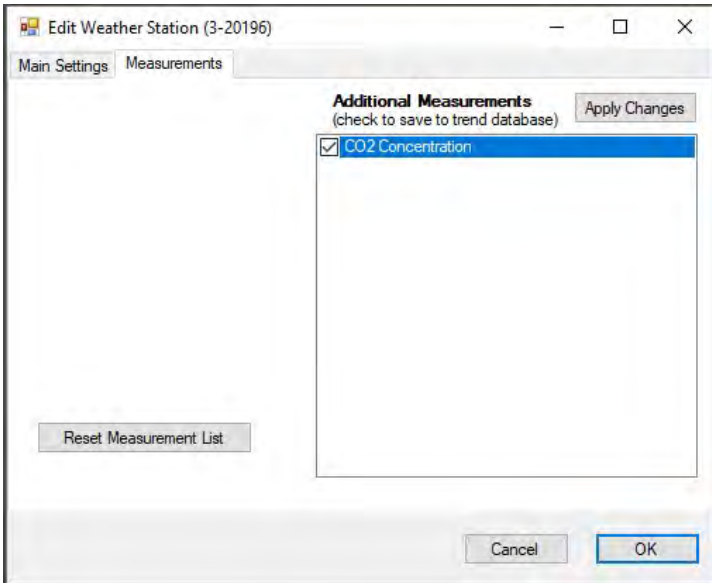 Edit Weather Station (3-20196)
Main Settings Measurements
Additional Measurements
(check to save to trend database)
Apply Changes
CO2 Concentration
Reset Measurement List
Cancel OK